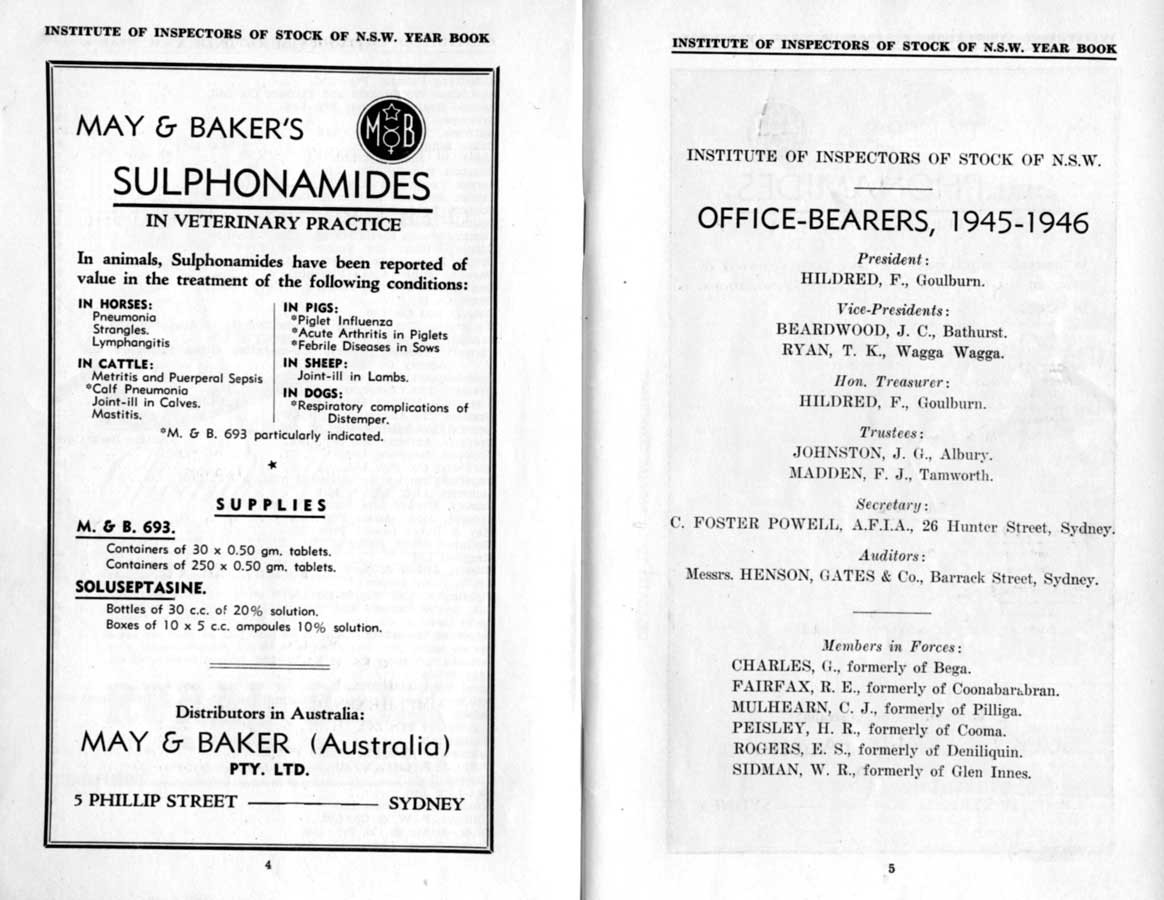 INSTITUTE OF INSPECTORS OF STOCK OF N.S.W. YEAR BOOK
MAY & BAKER'S
M B
SULPHONAMIDES
IN VETERINARY PRACTICE
In animals, Sulphonamides have been reported of
value in the treatment of the following conditions:
IN HORSES:
Pneumonia
Strangles.
Lymphangitis
IN CATTLE:
Metritis and Puerperal Sepsis
*Calf Pneumonia
Joint-ill in Calves.
Mastitis.
IN PIGS:
*Piglet Influenza
*Acute Arthritis in Piglets
*Febrile Diseases in Sows
IN SHEEP:
Joint-ill in Lambs.
IN DOGS:
*Respiratory complications of
Distemper.
*M. & B. 693 particularly indicated.
SUPPLIES
M. & B. 693.
Containers of 30 x 0.50 gm. tablets.
Containers of 250 x 0.50 gm. tablets.
SOLUSEPTASINE.
Bottles of 30 c.c. of 20% solution.
Boxes of 10 x 5 c.c. ampoules 10% solution.
Distributors in Australia:
MAY & BAKER (Australia)
PTY. LTD.
5 PHILLIP STREET ——— SYDNEY
4
INSTITUTE OF INSPECTORS OF STOCK OF N.S.W. YEAR BOOK
INSTITUTE OF INSPECTORS OF STOCK OF N.S.W.
OFFICE-BEARERS, 1945-1946
President:
HILDRED, F., Goulburn.
Vice-Presidents:
BEARDWOOD, J. C., Bathurst.
RYAN, T. K., Wagga Wagga.
Hon. Treasurer:
HILDRED, F., Goulburn.
Trustees:
JOHNSTON, J. G., Albury.
MADDEN, F. J., Tamworth.
Secretary:
C. FOSTER POWELL, A.F.I.A., 26 Hunter Street, Sydney.
Auditors:
Messrs. HENSON, GATES & Co., Barrack Street, Sydney.
Members in Forces:
CHARLES, G., formerly of Bega.
FAIRFAX, R. E., formerly of Coonabarabran.
MULHEARN, C. J., formerly of Pilliga.
PEISLEY, H. R., formerly of Cooma.
ROGERS, E. S., formerly of Deniliquin.
SIDMAN, W. R., formerly of Glen Innes.
5